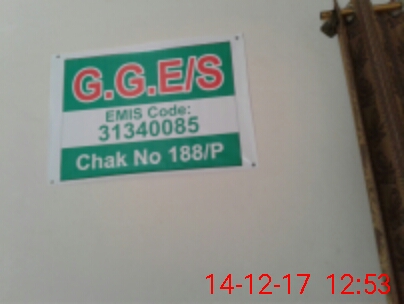 G.G.E/S
EMIS Code:
31340085
Chak No 188/P
14-12-17 12:53